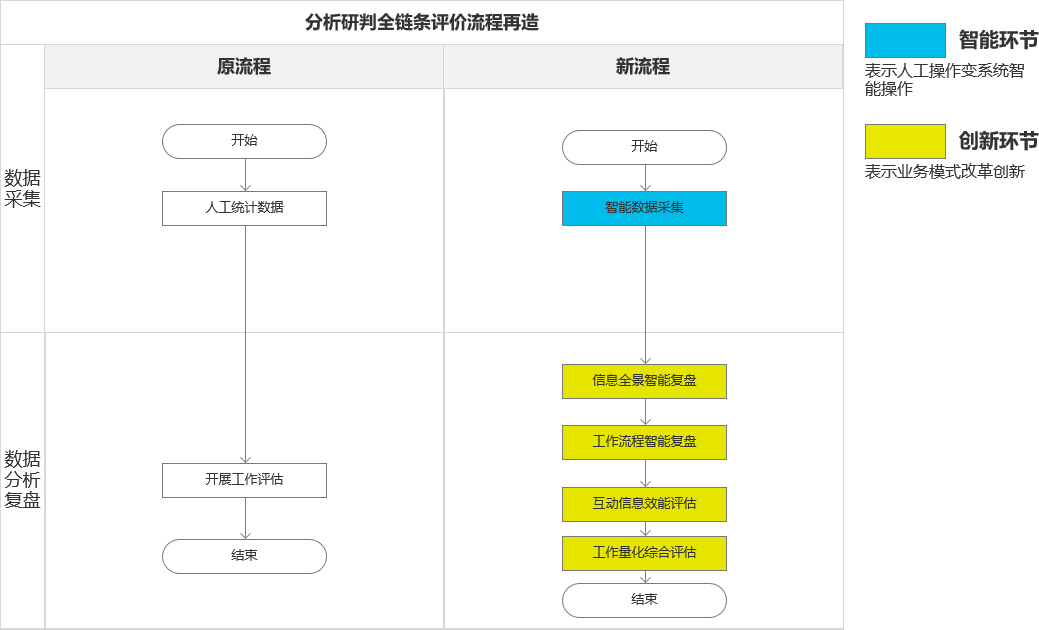 分析研判全链条评价流程再造
原流程
新流程
数据
采集
开始
人工统计数据
开始
智能数据采集
数据
分析
复盘
开展工作评估
结束
信息全景智能复盘
工作流程智能复盘
互动信息效能评估
工作量化综合评估
结束
智能环节
表示人工操作变系统智
能操作
创新环节
表示业务模式改革创新